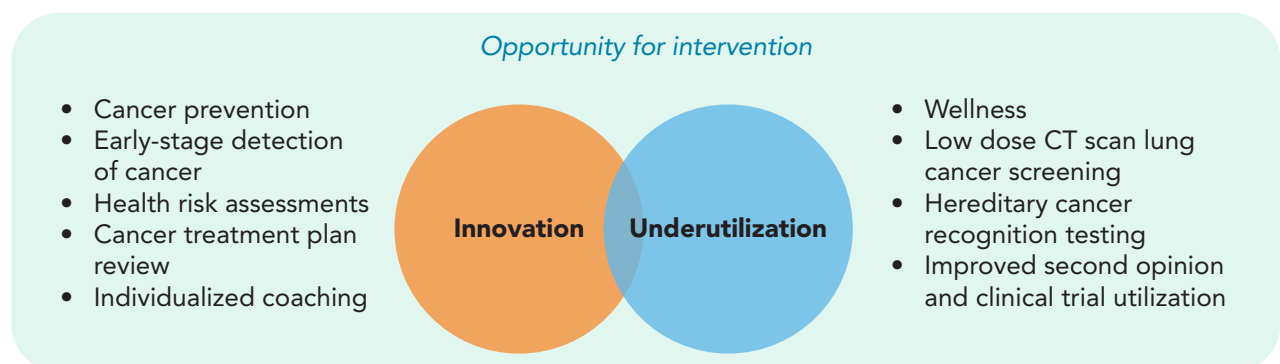 Opportunity for intervention
• Cancer prevention
• Early-stage detection
of cancer
• Health risk assessments
• Cancer treatment plan
review
• Individualized coaching
Innovation
Underutilization
• Wellness
• Low dose CT scan lung
cancer screening
• Hereditary cancer
recognition testing
• Improved second opinion
and clinical trial utilization